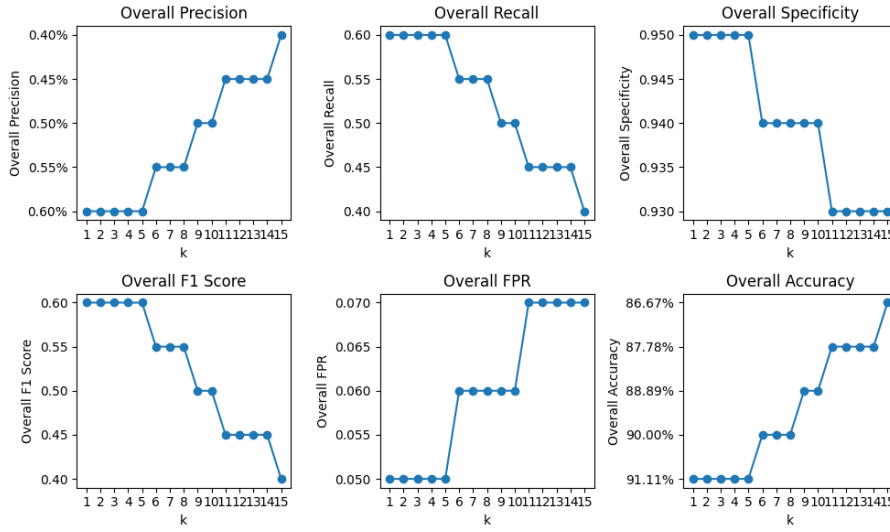 Overall Precision
Overall Precision
0.40%
0.45%
0.50%
0.55%
0.60%
1 2 3 4 5 6 7 8 9 10 11 12 13 14 15
k
Overall Recall
Overall Recall
0.60
0.55
0.50
0.45
0.40
1 2 3 4 5 6 7 8 9 10 11 12 13 14 15
k
Overall Specificity
Overall Specificity
0.950
0.945
0.940
0.935
0.930
1 2 3 4 5 6 7 8 9 10 11 12 13 14 15
k
Overall F1 Score
Overall F1 Score
0.60
0.55
0.50
0.45
0.40
1 2 3 4 5 6 7 8 9 10 11 12 13 14 15
k
Overall FPR
Overall FPR
0.070
0.065
0.060
0.055
0.050
1 2 3 4 5 6 7 8 9 10 11 12 13 14 15
k
Overall Accuracy
Overall Accuracy
86.67%
87.78%
88.89%
90.00%
91.11%
1 2 3 4 5 6 7 8 9 10 11 12 13 14 15
k